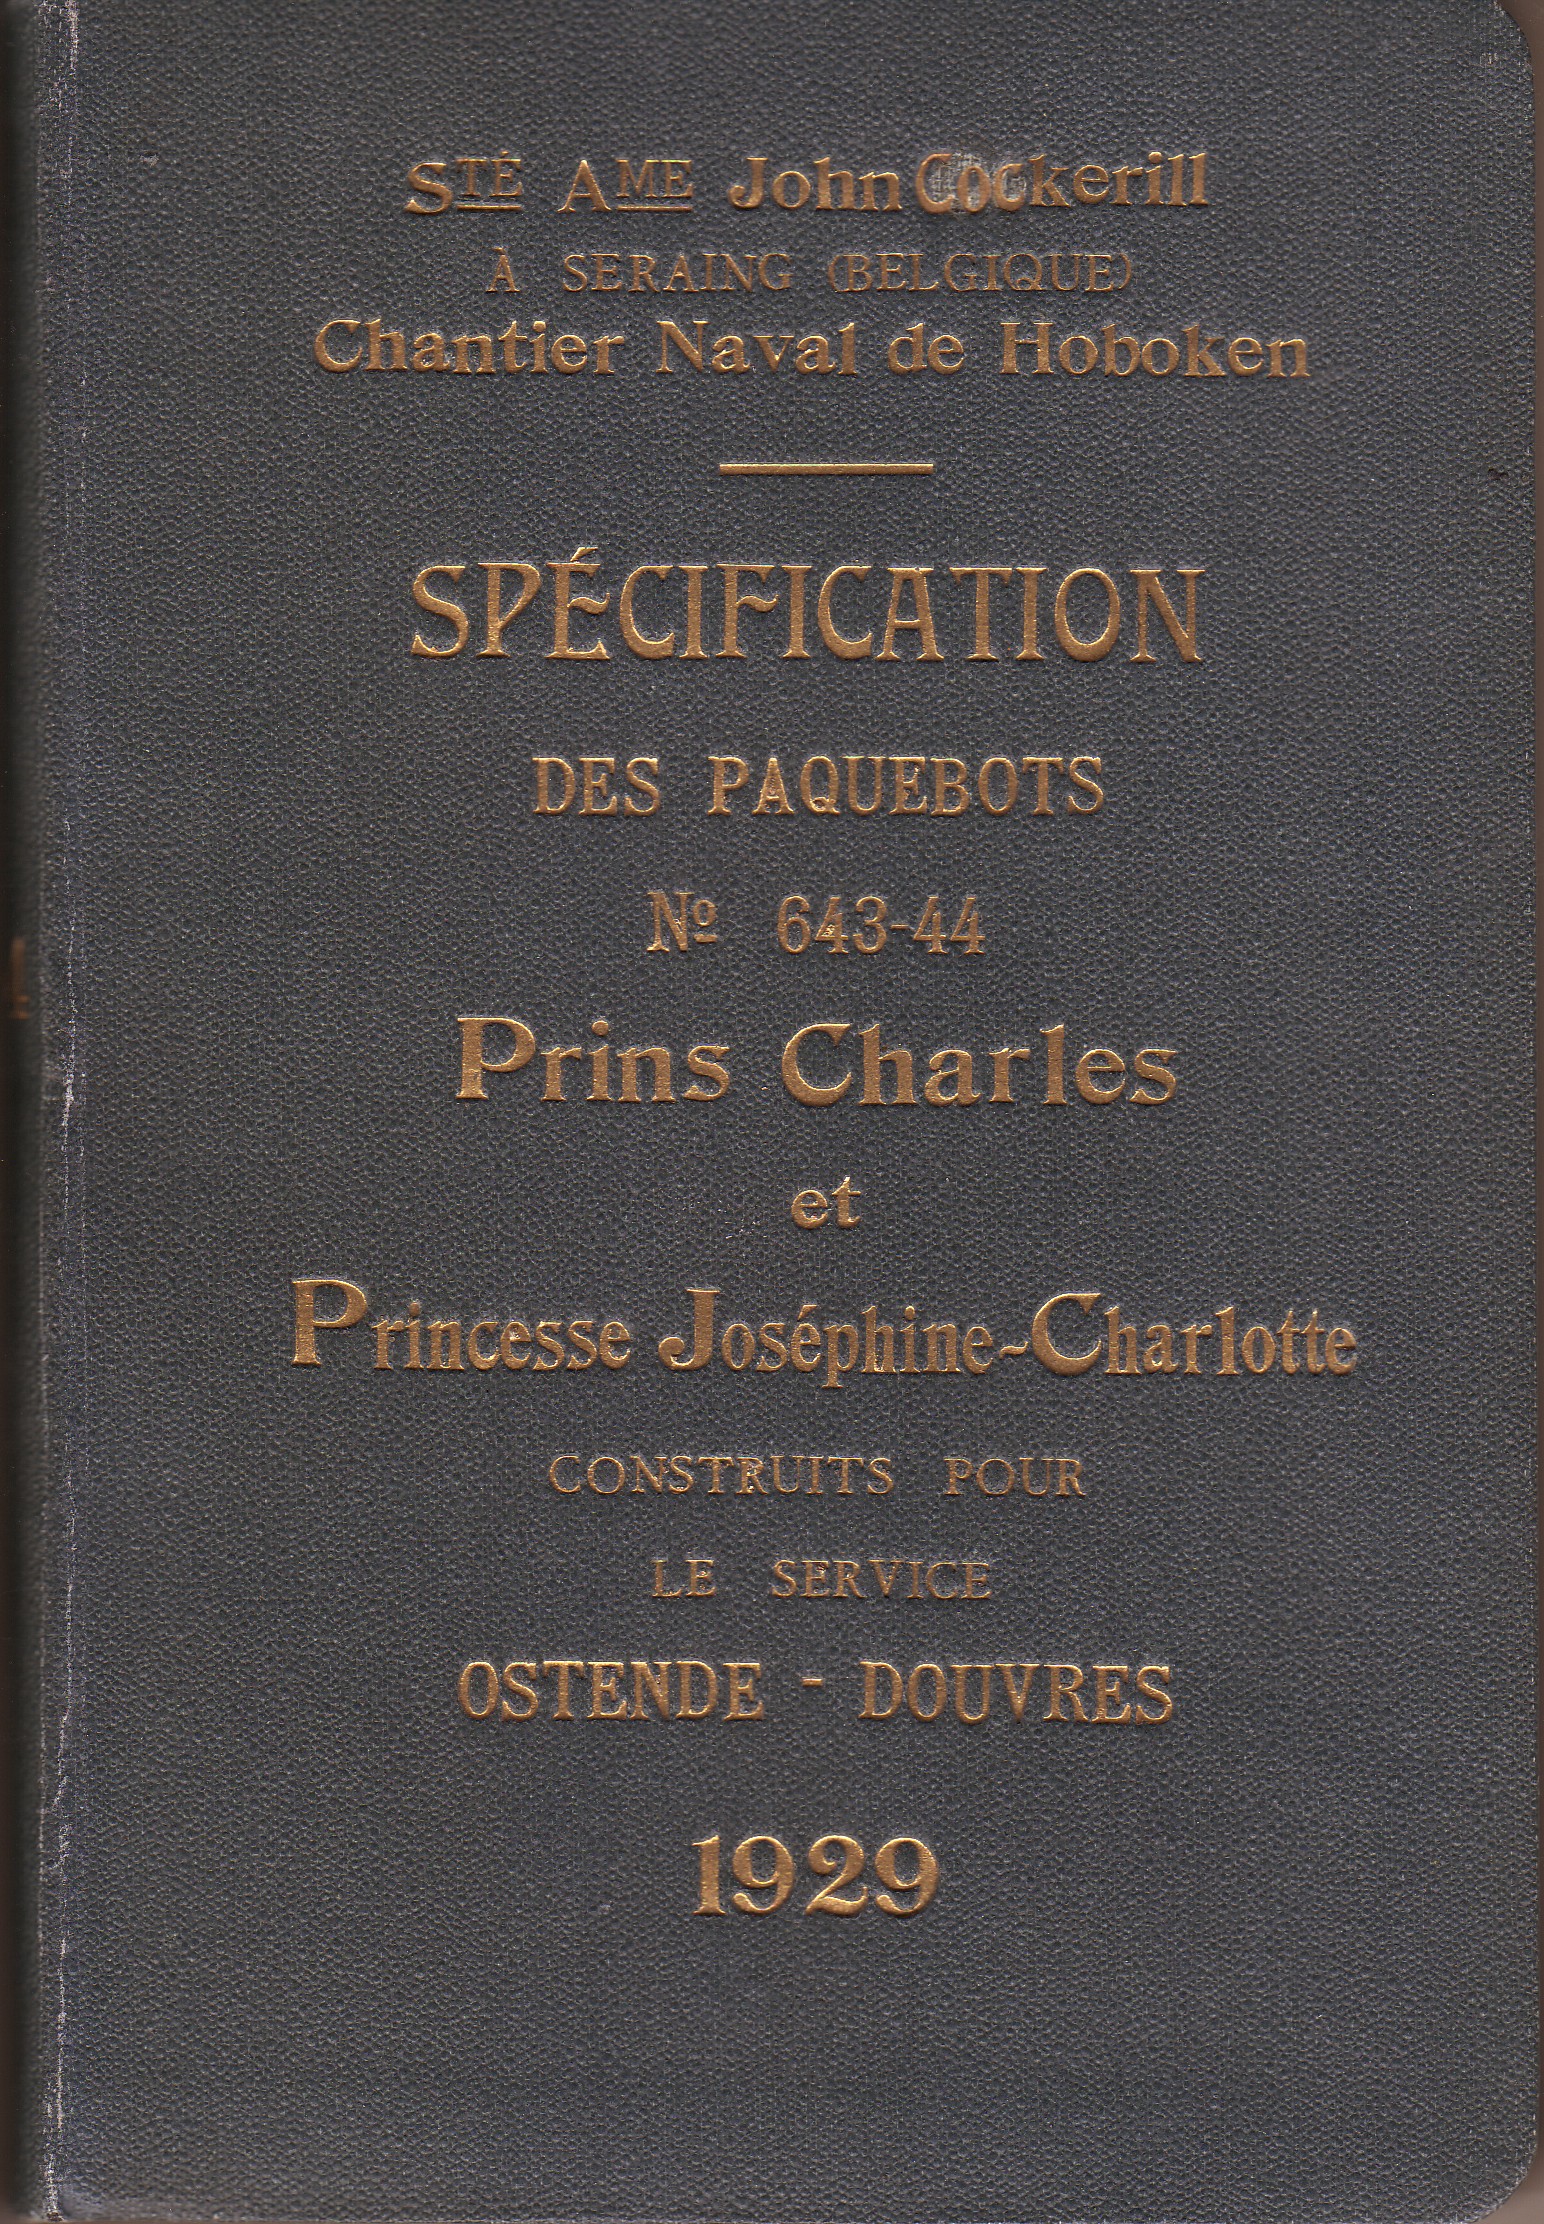 STÉ AME John Cockerill
À SERAING (BELGIQUE)
Chantier Naval de Hoboken
SPÉCIFICATION
DES PAQUEBOTS
Nº 643-44
Prins Charles
et
Princesse Joséphine-Charlotte
CONSTRUITS POUR
LE SERVICE
OSTENDE - DOUVRES
1929